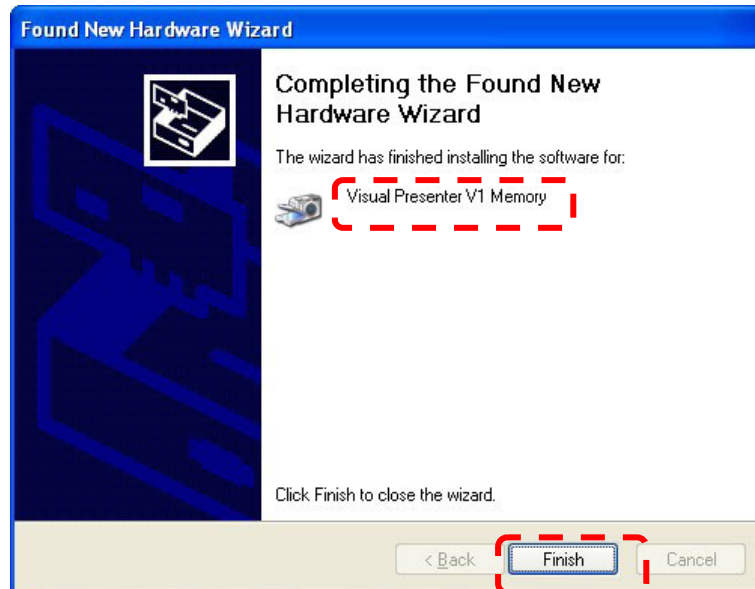 Found New Hardware Wizard
Completing the Found New
Hardware Wizard
The wizard has finished installing the software for:
Visual Presenter V1 Memory
Click Finish to close the wizard.
< Back
Finish
Cancel